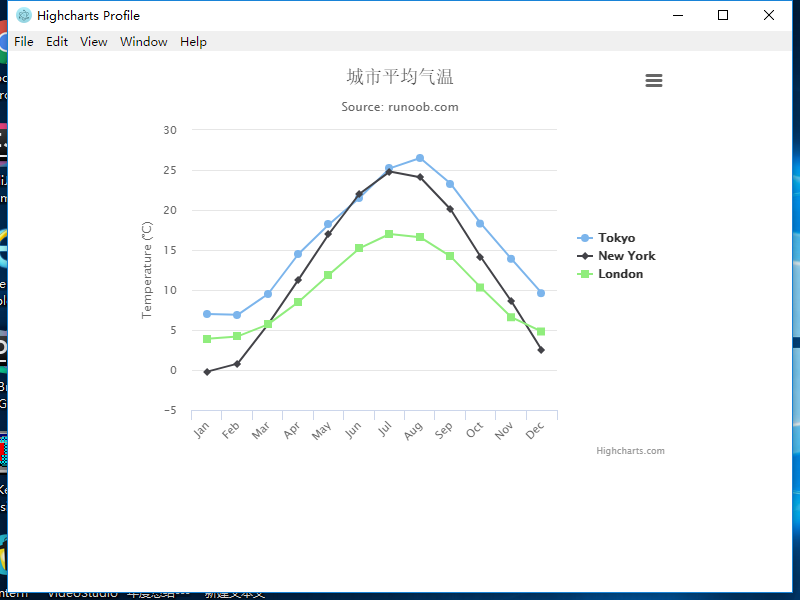 Highcharts Profile
File Edit View Window Help
城市平均气温
Source: runoob.com
Temperature (°C)
30
25
20
15
10
5
0
−5
Jan Feb Mar Apr May Jun Jul Aug Sep Oct Nov Dec
Tokyo
New York
London
Highcharts.com